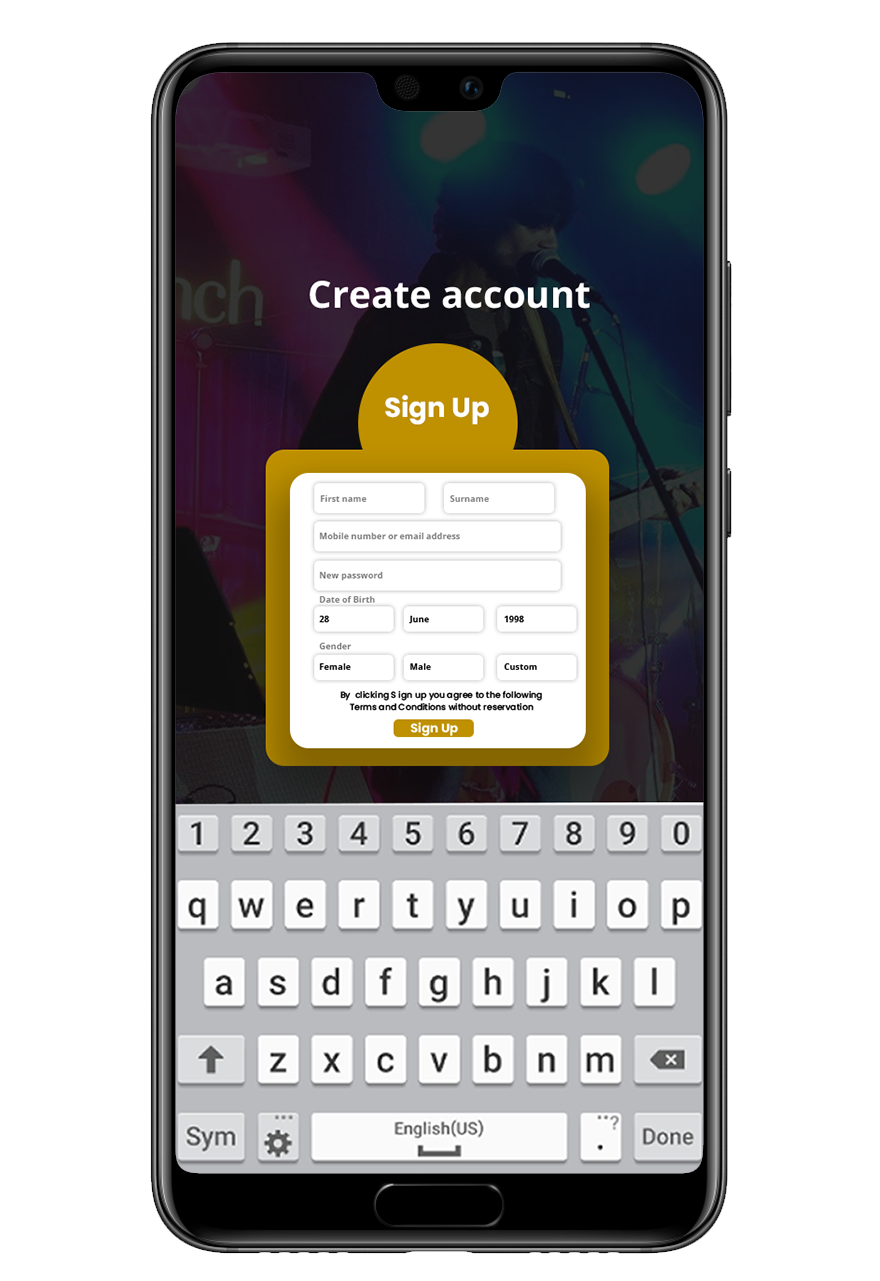 nch
Create account
Sign Up
First name Surname
Mobile number or email address
New password
Date of Birth
28 June 1998
Gender
Female Male Custom
By clicking S ign up you agree to the following
Terms and Conditions without reservation
Sign Up
1 2 3 4 5 6 7 8 9 0
q w e r t y u i o p
a s d f g h j k l
z x c v b n m
Sym English(US) . ? Done